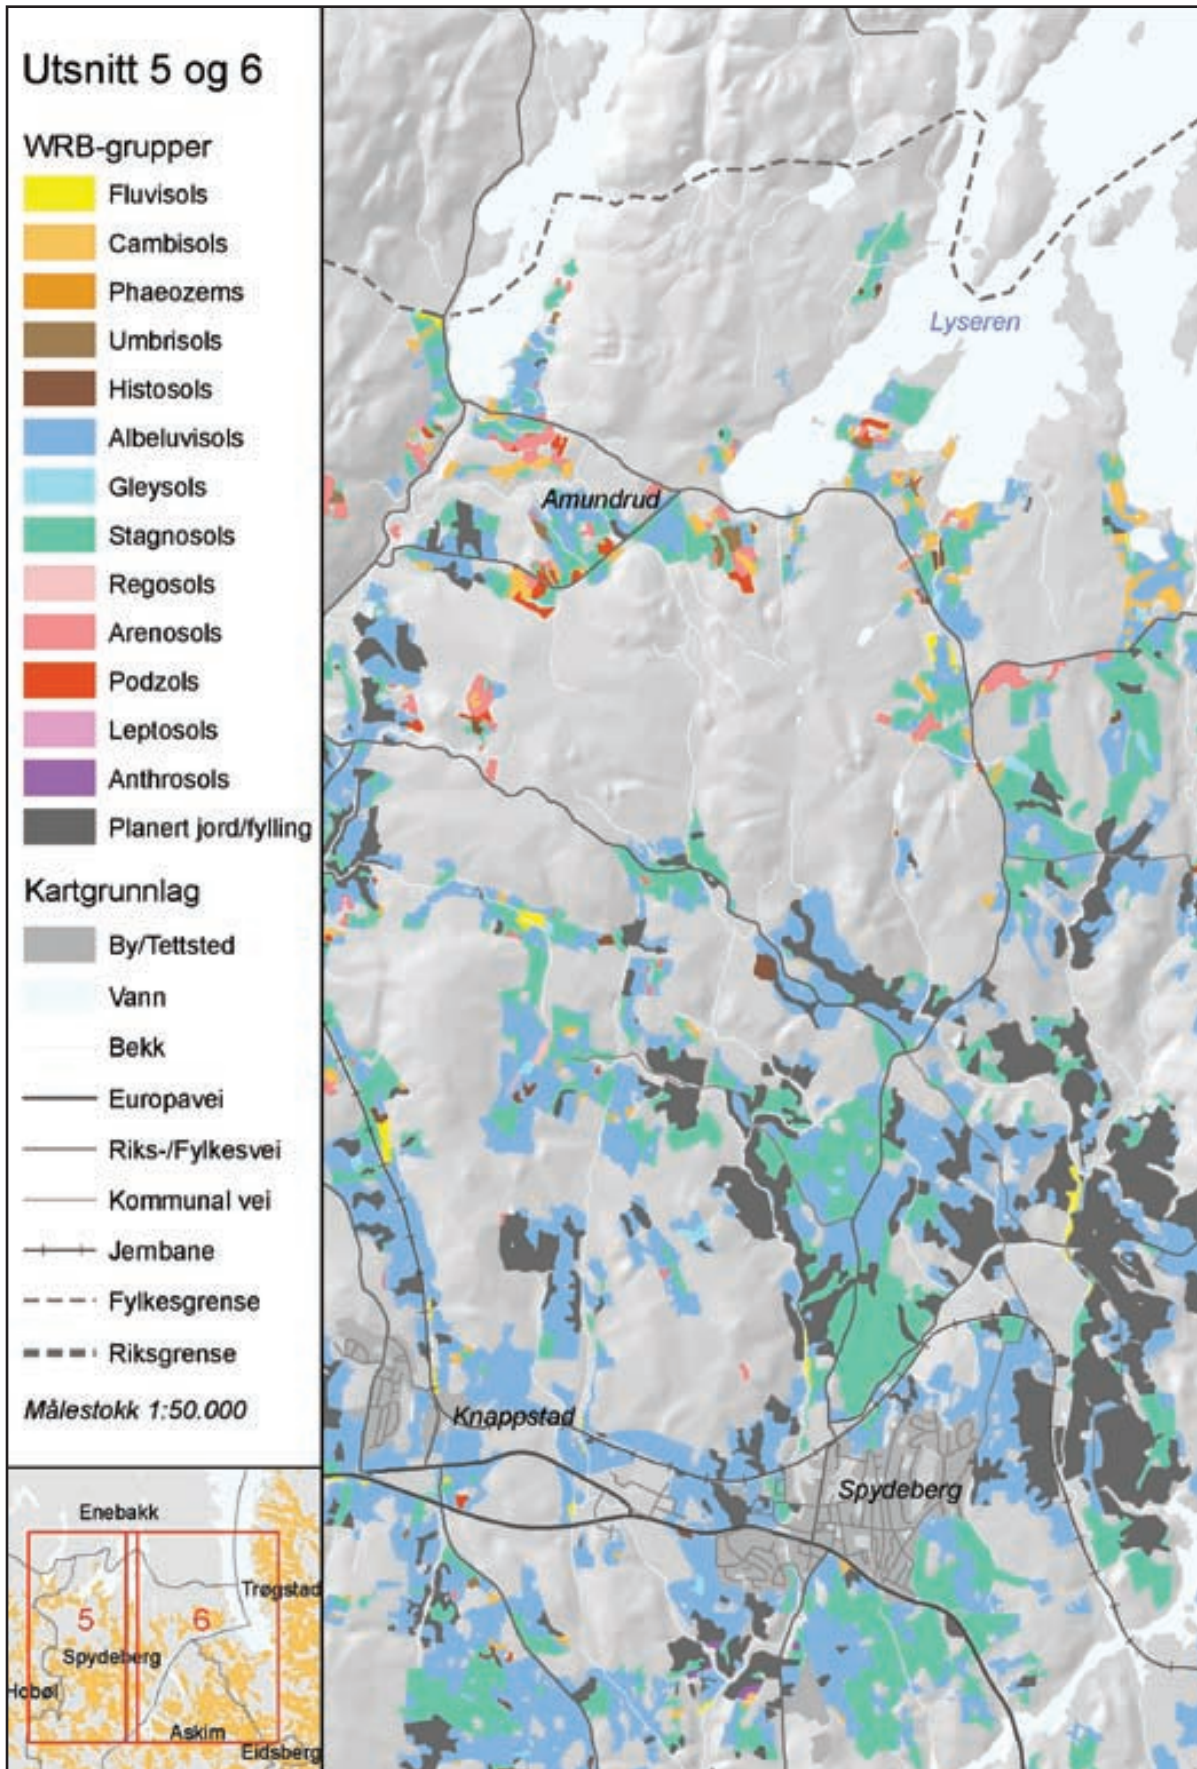 Utsnitt 5 og 6
WRB-grupper
Fluvisols
Cambisols
Phaeozems
Umbrisols
Histosols
Albeluvisols
Gleysols
Stagnosols
Regosols
Arenosols
Podzols
Leptosols
Anthrosols
Planert jord/fylling
Kartgrunnlag
By/Tettsted
Vann
Bekk
Europavei
Riks-/Fylkesvei
Kommunal vei
Jernbane
Fylkesgrense
Riksgrense
Målestokk 1:50.000
Enebakk
Trøgstad
5
6
Spydeberg
Hobøl
Askim
Eidsberg
Lyseren
Amundrud
Knappstad
Spydeberg